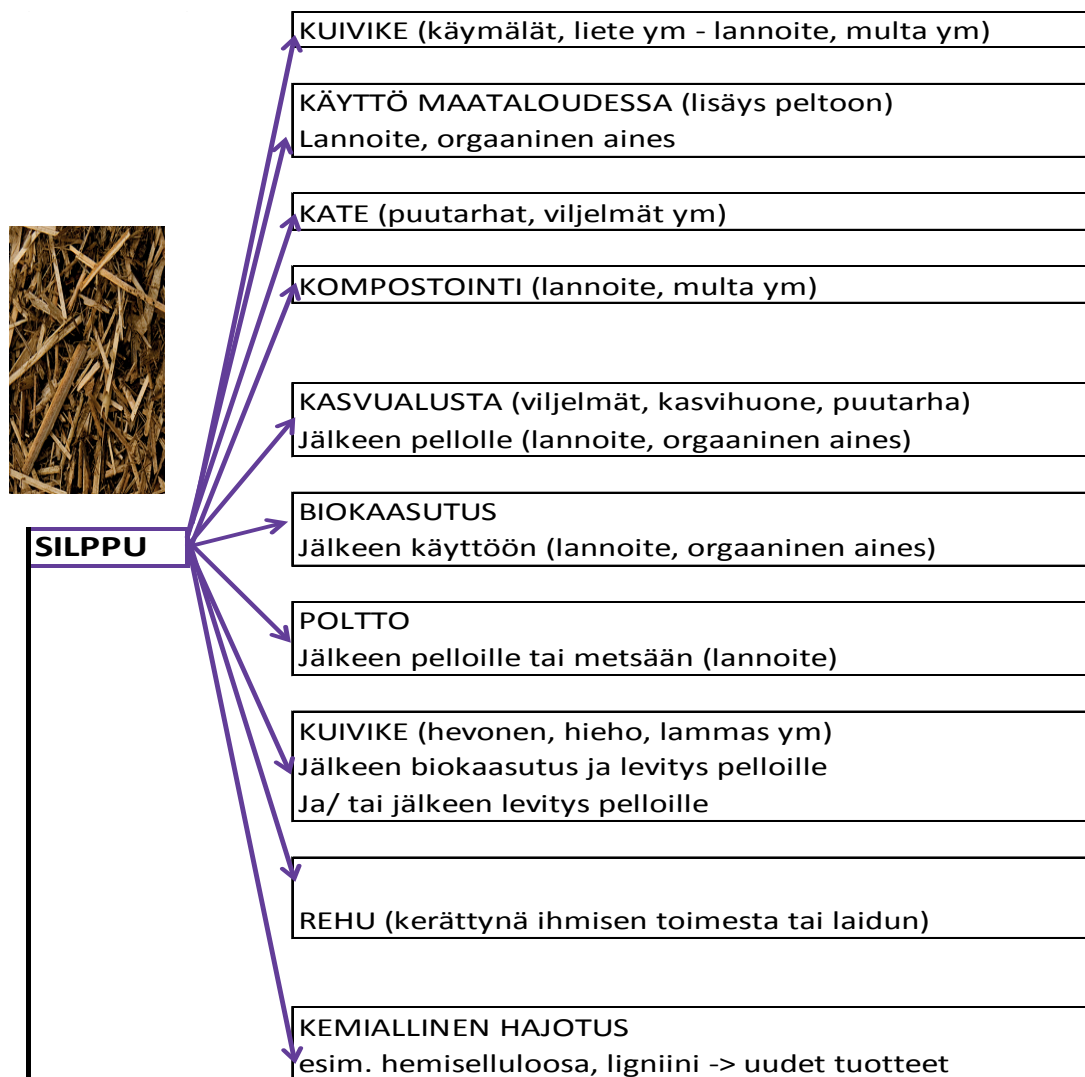 KUIVIKE (käymälät, liete ym - lannoite, multa ym)
KÄYTTÖ MAATALOUDESSA (lisäys peltoon)
Lannoite, orgaaninen aines
KATE (puutarhat, viljelmät ym)
KOMPOSTOINTI (lannoite, multa ym)
KASVUALUSTA (viljelmät, kasvihuone, puutarha)
Jälkeen pellolle (lannoite, orgaaninen aines)
BIOKAASUTUS
Jälkeen käyttöön (lannoite, orgaaninen aines)
SILPPU
POLTTO
Jälkeen pelloille tai metsään (lannoite)
KUIVIKE (hevonen, hieho, lammas ym)
Jälkeen biokaasutus ja levitys pelloille
Ja/ tai jälkeen levitys pelloille
REHU (kerättynä ihmisen toimesta tai laidun)
KEMIALLINEN HAJOTUS
esim. hemiselluloosa, ligniini -> uudet tuotteet